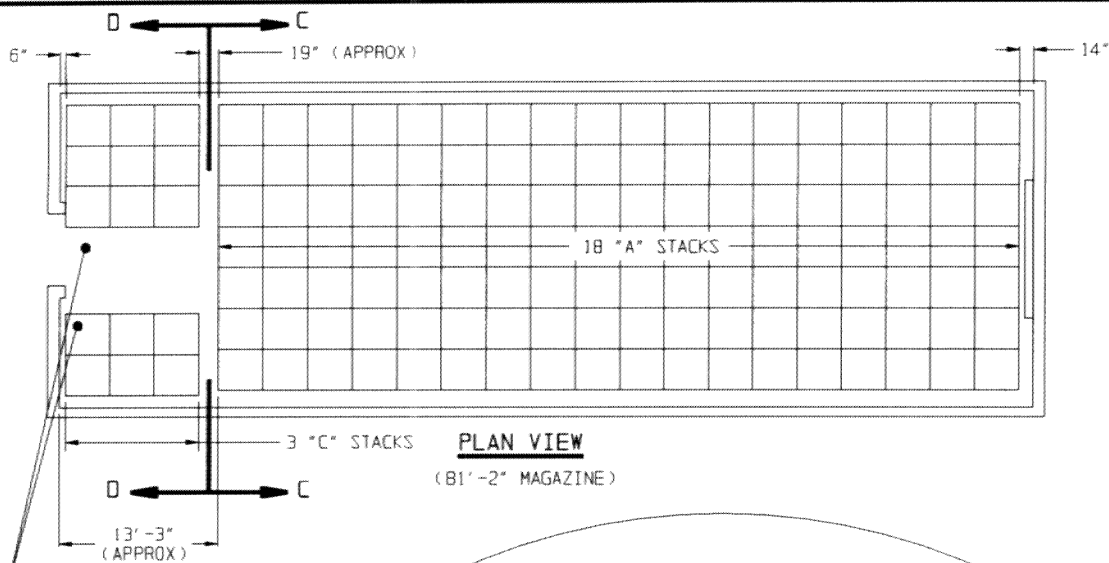 D C
6" 19" (APPROX) 14"
18 "A" STACKS
3 "C" STACKS PLAN VIEW
(81'-2" MAGAZINE)
D C
13'-3"
(APPROX)